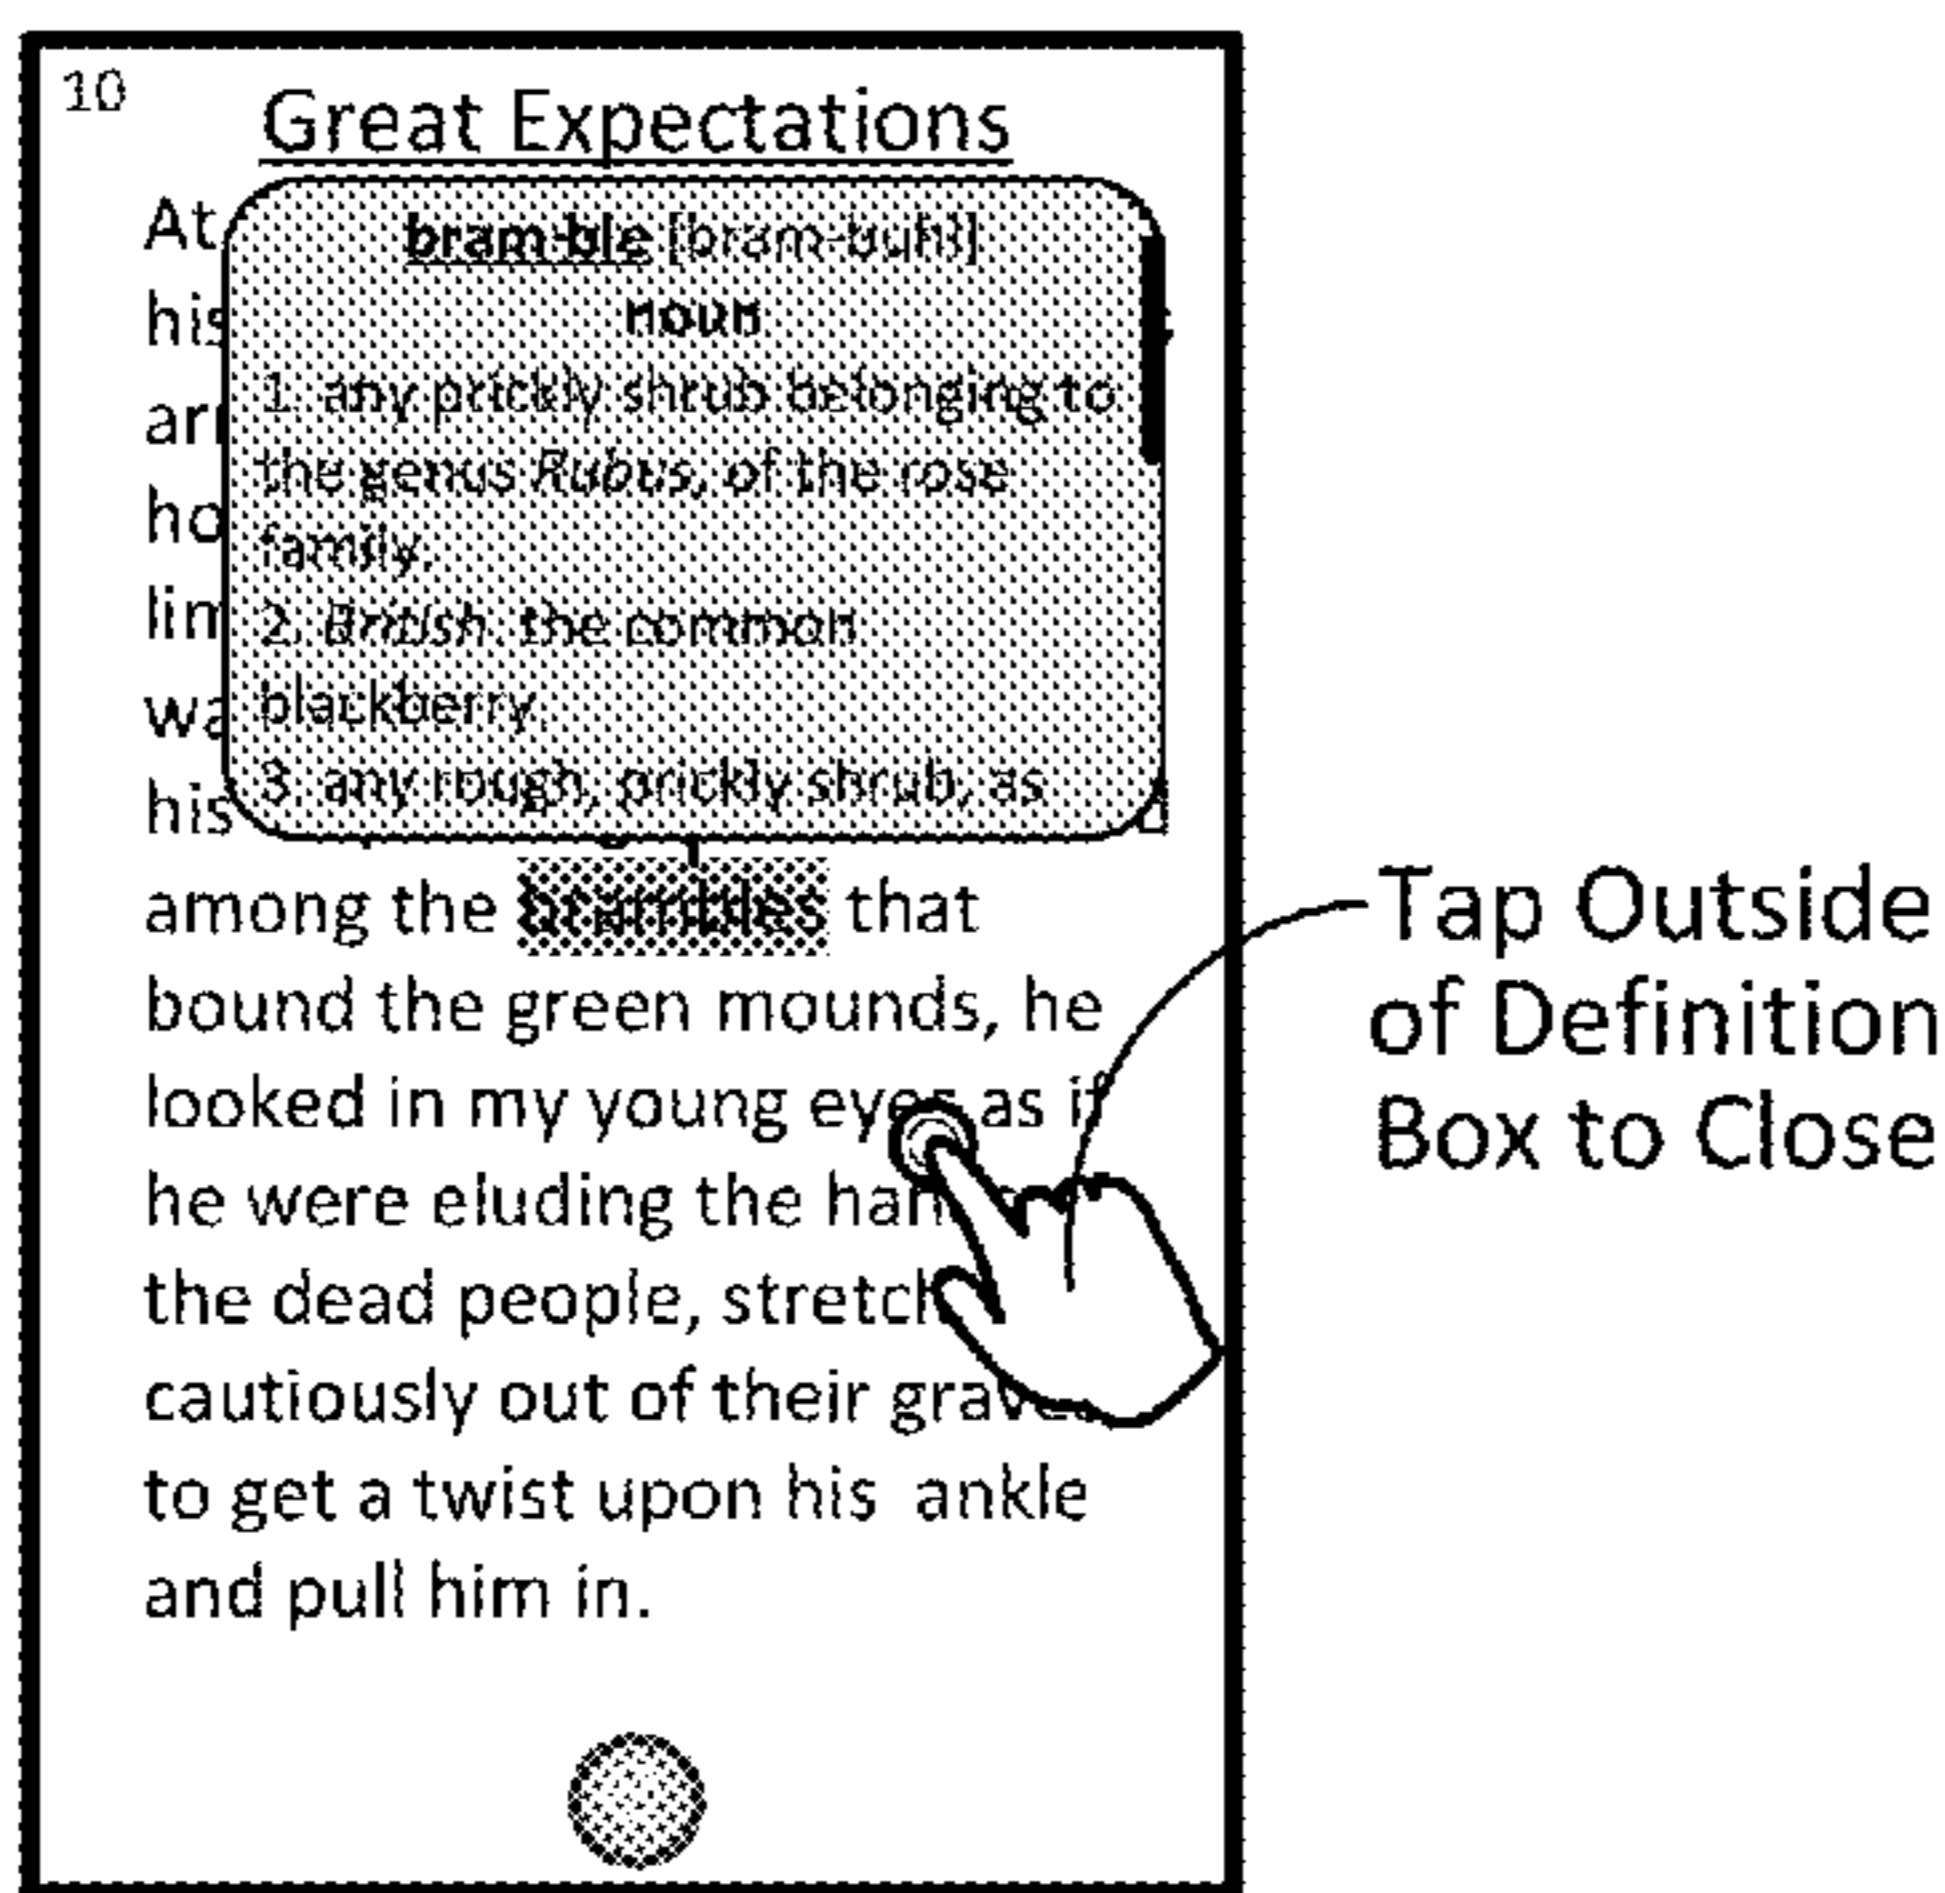 10
Great Expectations
At
bram·ble [bram-buhl]
his
noun
1. any prickly shrub belonging to
the genus Rubus, of the rose
ho
family.
lim
2. British. the common
wa
blackberry.
his
3. any rough, prickly shrub, as
among the brambles that
bound the green mounds, he
looked in my young eyes as if
he were eluding the han
the dead people, stretch
cautiously out of their graves
to get a twist upon his ankle
and pull him in.
Tap Outside
of Definition
Box to Close